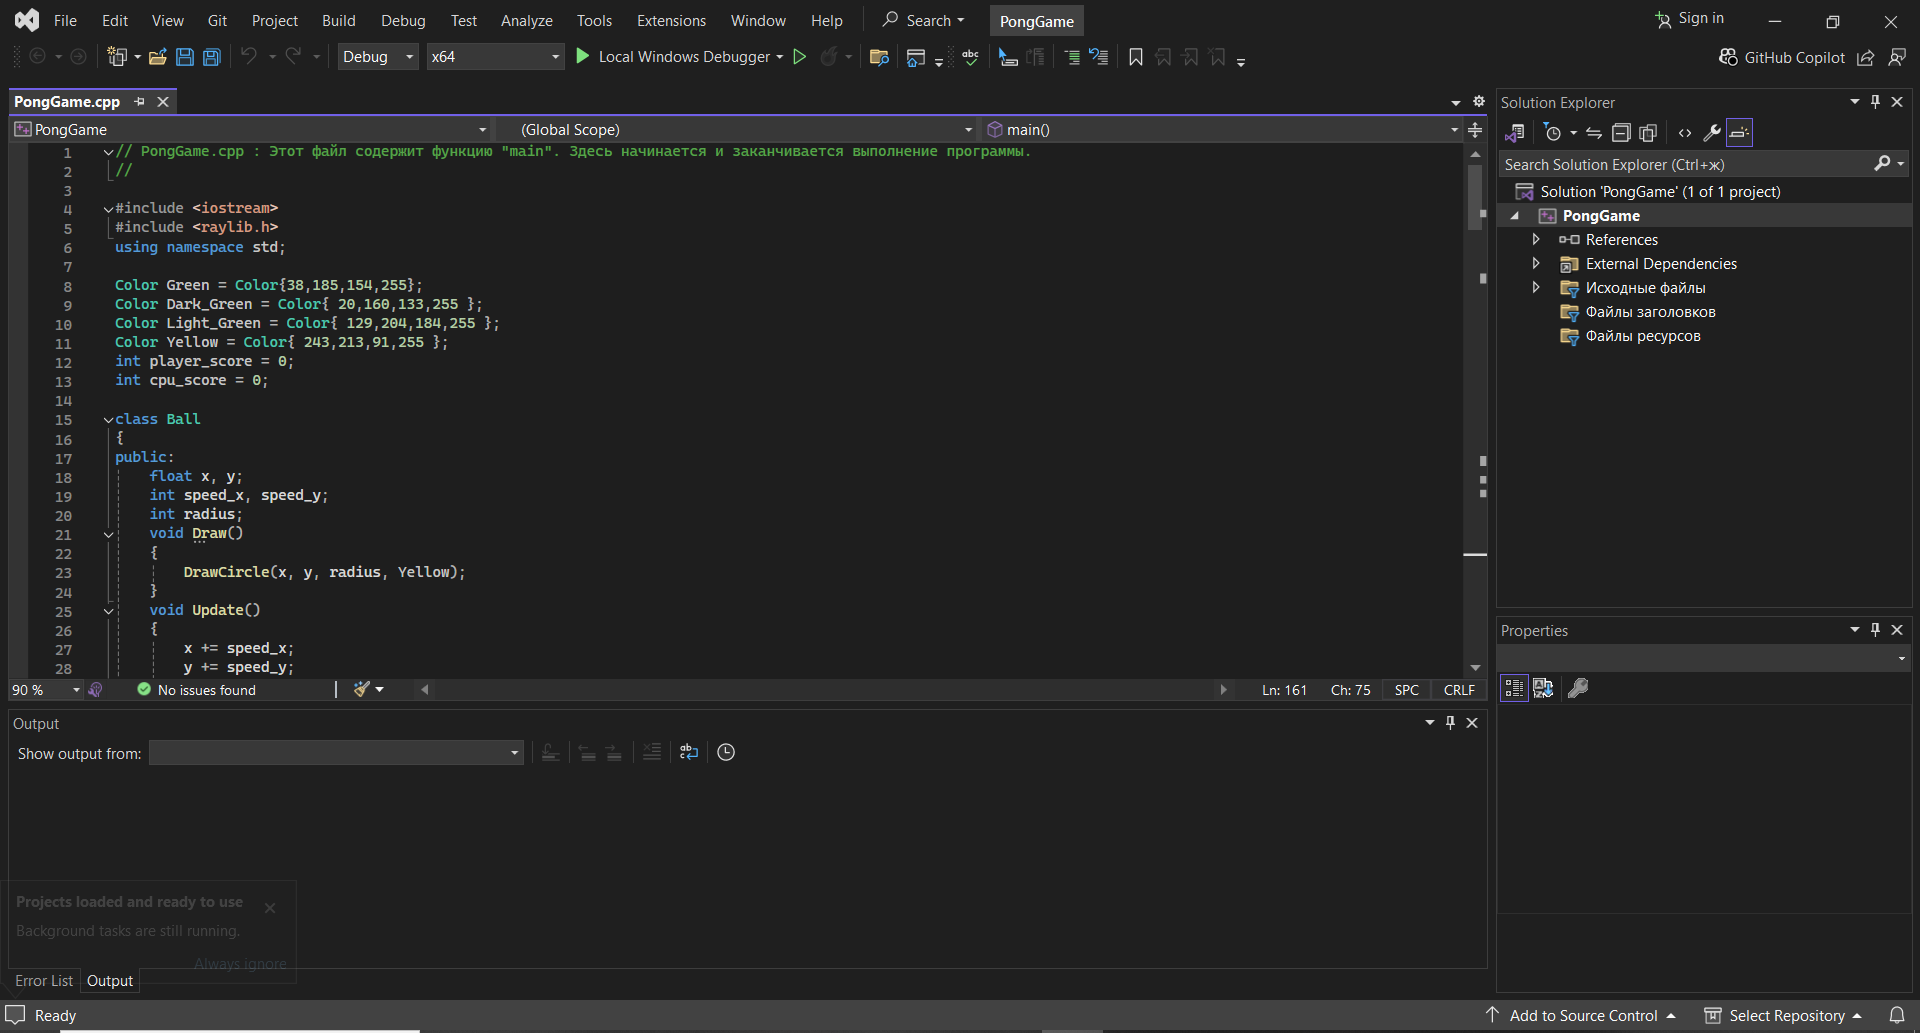 File Edit View Git Project Build Debug Test Analyze Tools Extensions Window Help Search PongGame Sign in
Debug x64 Local Windows Debugger GitHub Copilot
PongGame.cpp
PongGame (Global Scope) main()
1 // PongGame.cpp : Этот файл содержит функцию "main". Здесь начинается и заканчивается выполнение программы.
2 //
3
4 #include <iostream>
5 #include <raylib.h>
6 using namespace std;
7
8 Color Green = Color{38,185,154,255};
9 Color Dark_Green = Color{ 20,160,133,255 };
10 Color Light_Green = Color{ 129,204,184,255 };
11 Color Yellow = Color{ 243,213,91,255 };
12 int player_score = 0;
13 int cpu_score = 0;
14
15 class Ball
16 {
17 public:
18 float x, y;
19 int speed_x, speed_y;
20 int radius;
21 void Draw()
22 {
23 DrawCircle(x, y, radius, Yellow);
24 }
25 void Update()
26 {
27 x += speed_x;
28 y += speed_y;
90 % No issues found Ln: 161 Ch: 75 SPC CRLF
Output
Show output from:
Projects loaded and ready to use
Background tasks are still running.
Always ignore
Error List Output
Solution Explorer
Search Solution Explorer (Ctrl+ж)
Solution 'PongGame' (1 of 1 project)
PongGame
References
External Dependencies
Исходные файлы
Файлы заголовков
Файлы ресурсов
Properties
Ready Add to Source Control Select Repository